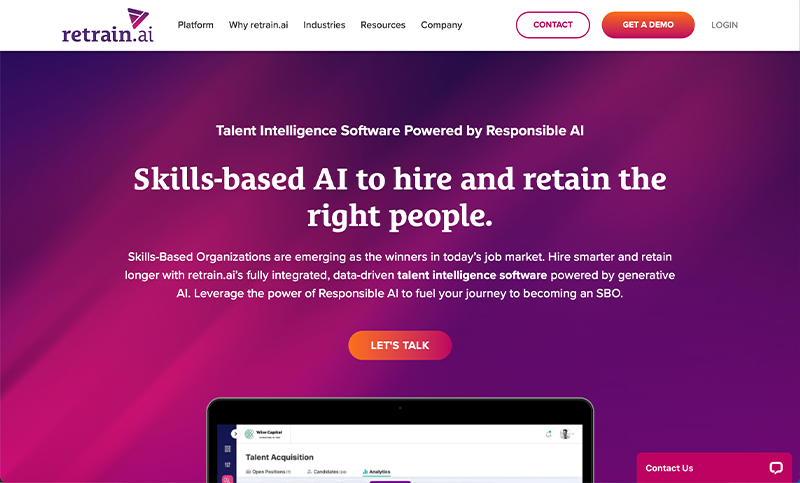 retrain.ai
Platform
Why retrain.ai
Industries
Resources
Company
CONTACT
GET A DEMO
LOGIN
Talent Intelligence Software Powered by Responsible AI
Skills-based AI to hire and retain the
right people.
Skills-Based Organizations are emerging as the winners in today's job market. Hire smarter and retain
longer with retrain.ai's fully integrated, data-driven talent intelligence software powered by generative
AI. Leverage the power of Responsible AI to fuel your journey to becoming an SBO.
LET'S TALK
Wise Capital
Talent Acquisition
Open Positions
Candidates
Analytics
Contact Us